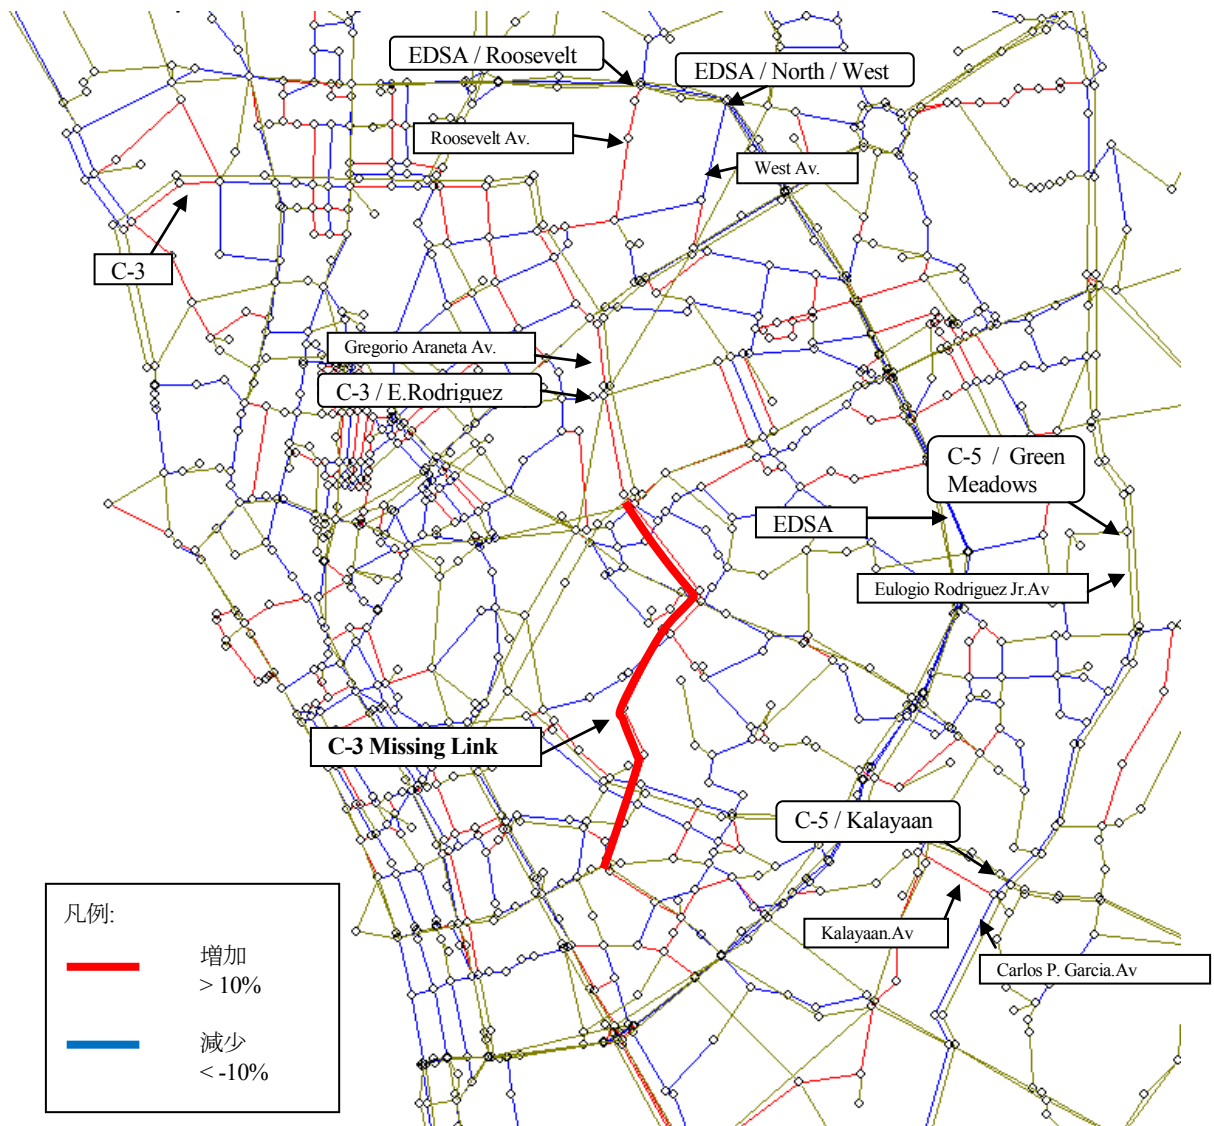 EDSA / Roosevelt
EDSA / North / West
Roosevelt Av.
West Av.
C-3
Gregorio Araneta Av.
C-3 / E.Rodriguez
C-5 / Green
Meadows
EDSA
Eulogio Rodriguez Jr.Av
C-3 Missing Link
C-5 / Kalayaan
Kalayaan.Av
Carlos P. Garcia.Av
凡例:
増加
> 10%
減少
< -10%